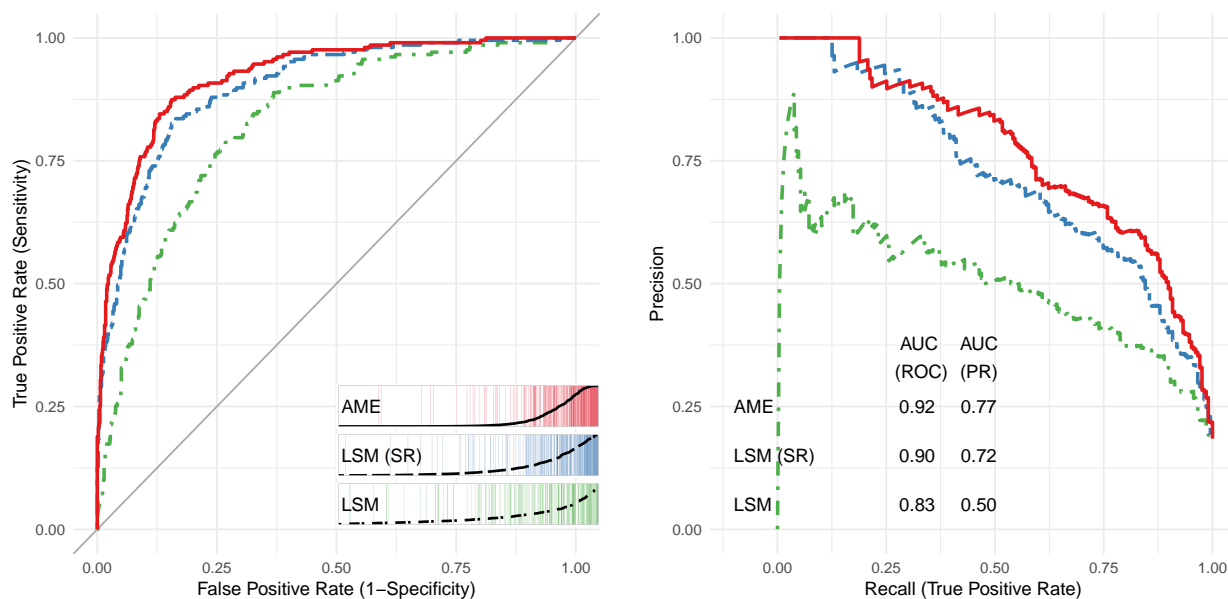 1.00
0.75
0.50
0.25
0.00
True Positive Rate (Sensitivity)
AME
LSM (SR)
LSM
0.00
0.25
0.50
0.75
1.00
False Positive Rate (1−Specificity)
1.00
0.75
0.50
0.25
0.00
Precision
AUC AUC
(ROC) (PR)
AME 0.92 0.77
LSM (SR) 0.90 0.72
LSM 0.83 0.50
0.00
0.25
0.50
0.75
1.00
Recall (True Positive Rate)